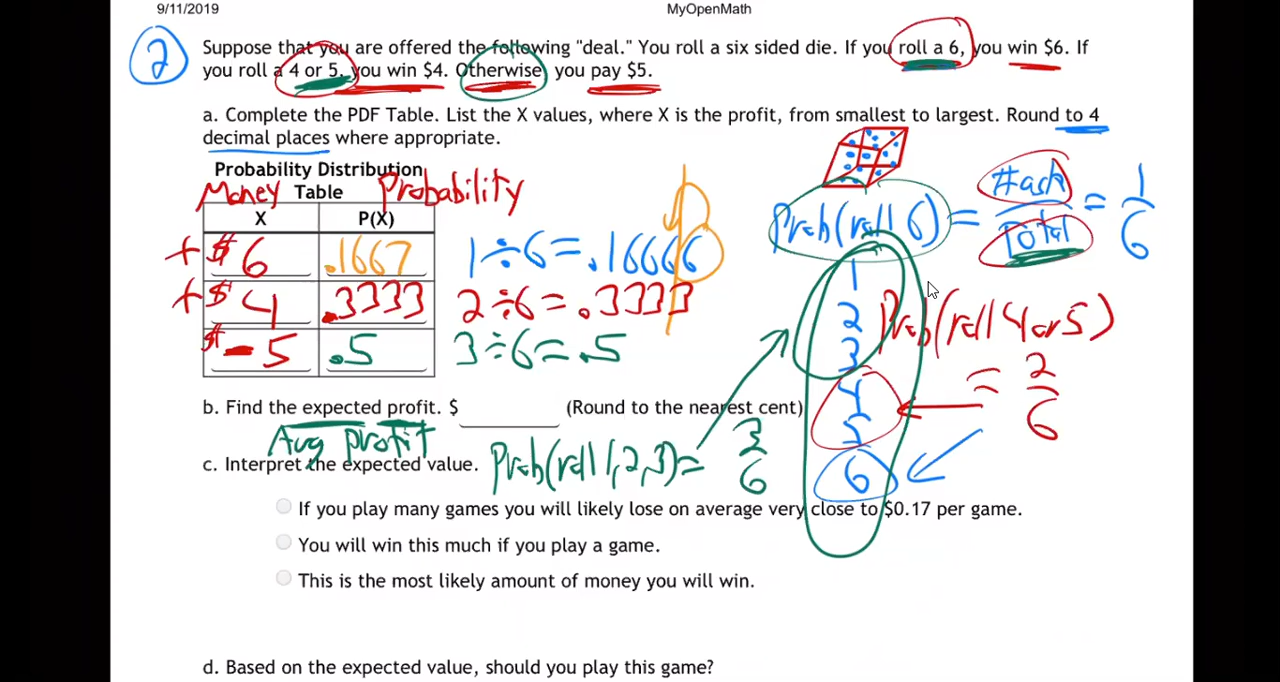 9/11/2019 MyOpenMath
2 Suppose that you are offered the following "deal." You roll a six sided die. If you roll a 6, you win $6. If
you roll a 4 or 5, you win $4. Otherwise, you pay $5.
a. Complete the PDF Table. List the X values, where X is the profit, from smallest to largest. Round to 4
decimal places where appropriate.
Probability Distribution
Money Table Probability
X P(X)
+$6 .1667 1÷6=.16666
+$4 .3333 2÷6=.3333
$-5 .5 3÷6=.5
Prob(roll 6) = #each/Total = 1/6
1
2
3
4
5
6
Prob(roll 4 or 5)
= 2/6
b. Find the expected profit. $ (Round to the nearest cent)
Avg profit
Prob(roll 1,2,3)= 3/6
c. Interpret the expected value.
If you play many games you will likely lose on average very close to $0.17 per game.
You will win this much if you play a game.
This is the most likely amount of money you will win.
d. Based on the expected value, should you play this game?